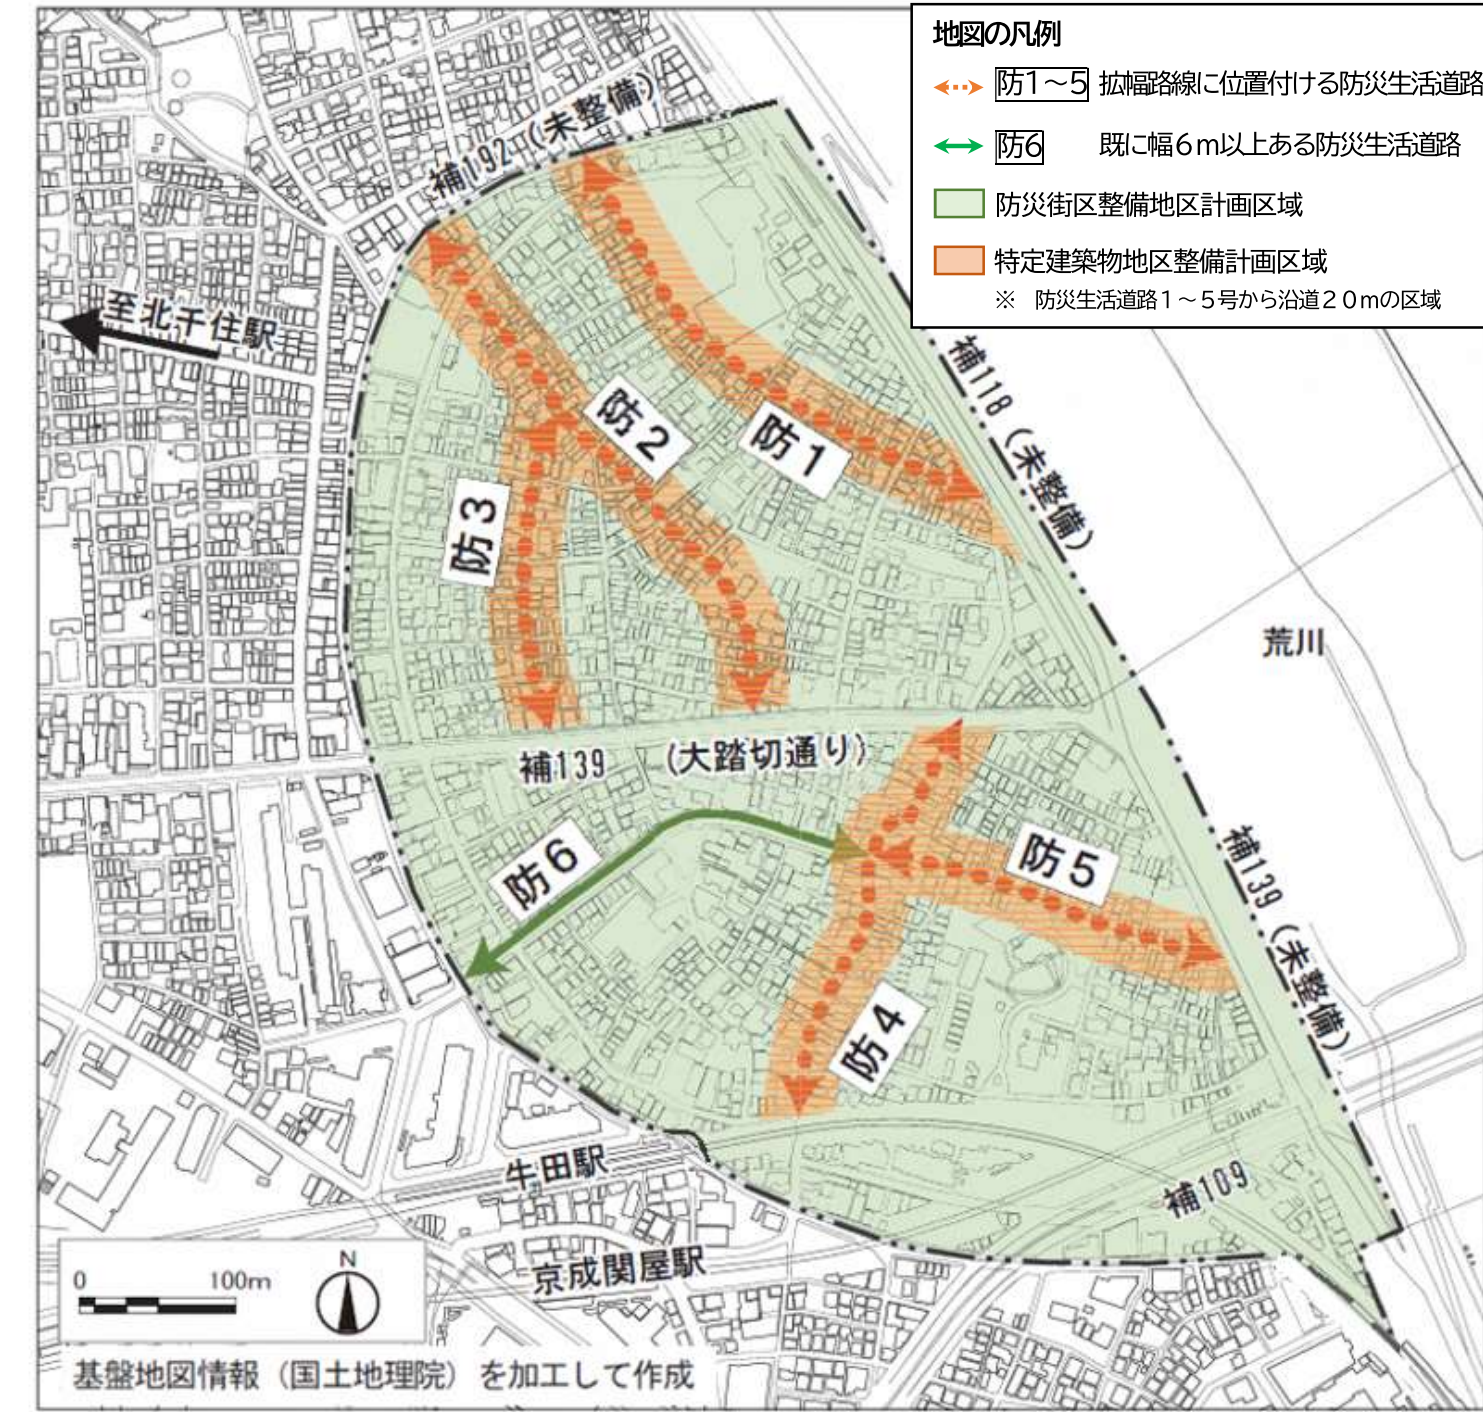 地図の凡例
防1～5 拡幅路線に位置付ける防災生活道路
防6 既に幅6m以上ある防災生活道路
防災街区整備地区計画区域
特定建築物地区整備計画区域
※ 防災生活道路1～5号から沿道20mの区域
補192（未整備）
至北千住駅
補118（未整備）
防2
防1
防3
荒川
補139 （大踏切通り）
防6
防5
補139（未整備）
防4
牛田駅
補109
京成関屋駅
0 100m
N
基盤地図情報（国土地理院）を加工して作成